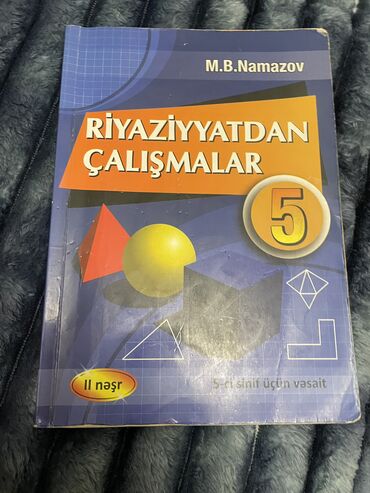 M.B.Namazov
RİYAZİYYATDAN
ÇALIŞMALAR
5
II nəşr
5-ci sinif üçün vəsait